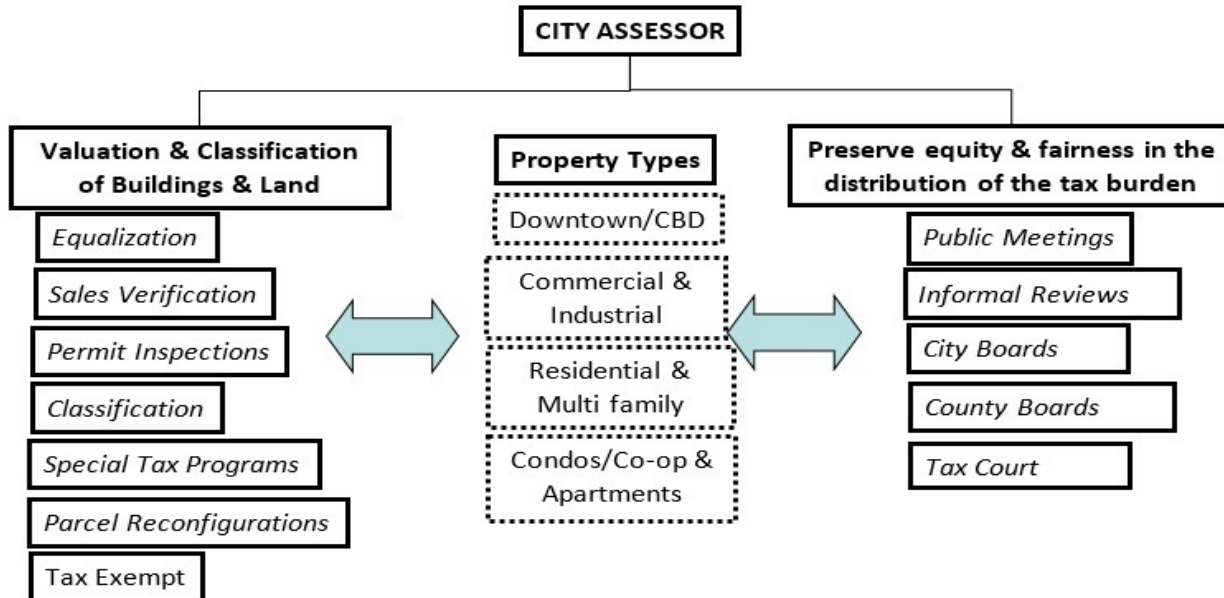 CITY ASSESSOR
Valuation & Classification
of Buildings & Land
Equalization
Sales Verification
Permit Inspections
Classification
Special Tax Programs
Parcel Reconfigurations
Tax Exempt
Property Types
Downtown/CBD
Commercial &
Industrial
Residential &
Multi family
Condos/Co-op &
Apartments
Preserve equity & fairness in the
distribution of the tax burden
Public Meetings
Informal Reviews
City Boards
County Boards
Tax Court